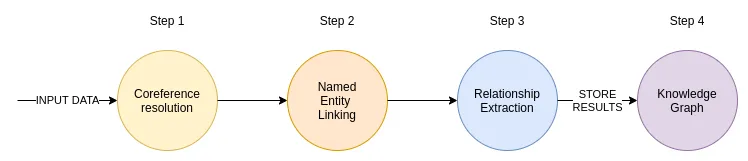 Step 1
Step 2
Step 3
Step 4
INPUT DATA
Coreference
resolution
Named
Entity
Linking
Relationship
Extraction
STORE
RESULTS
Knowledge
Graph